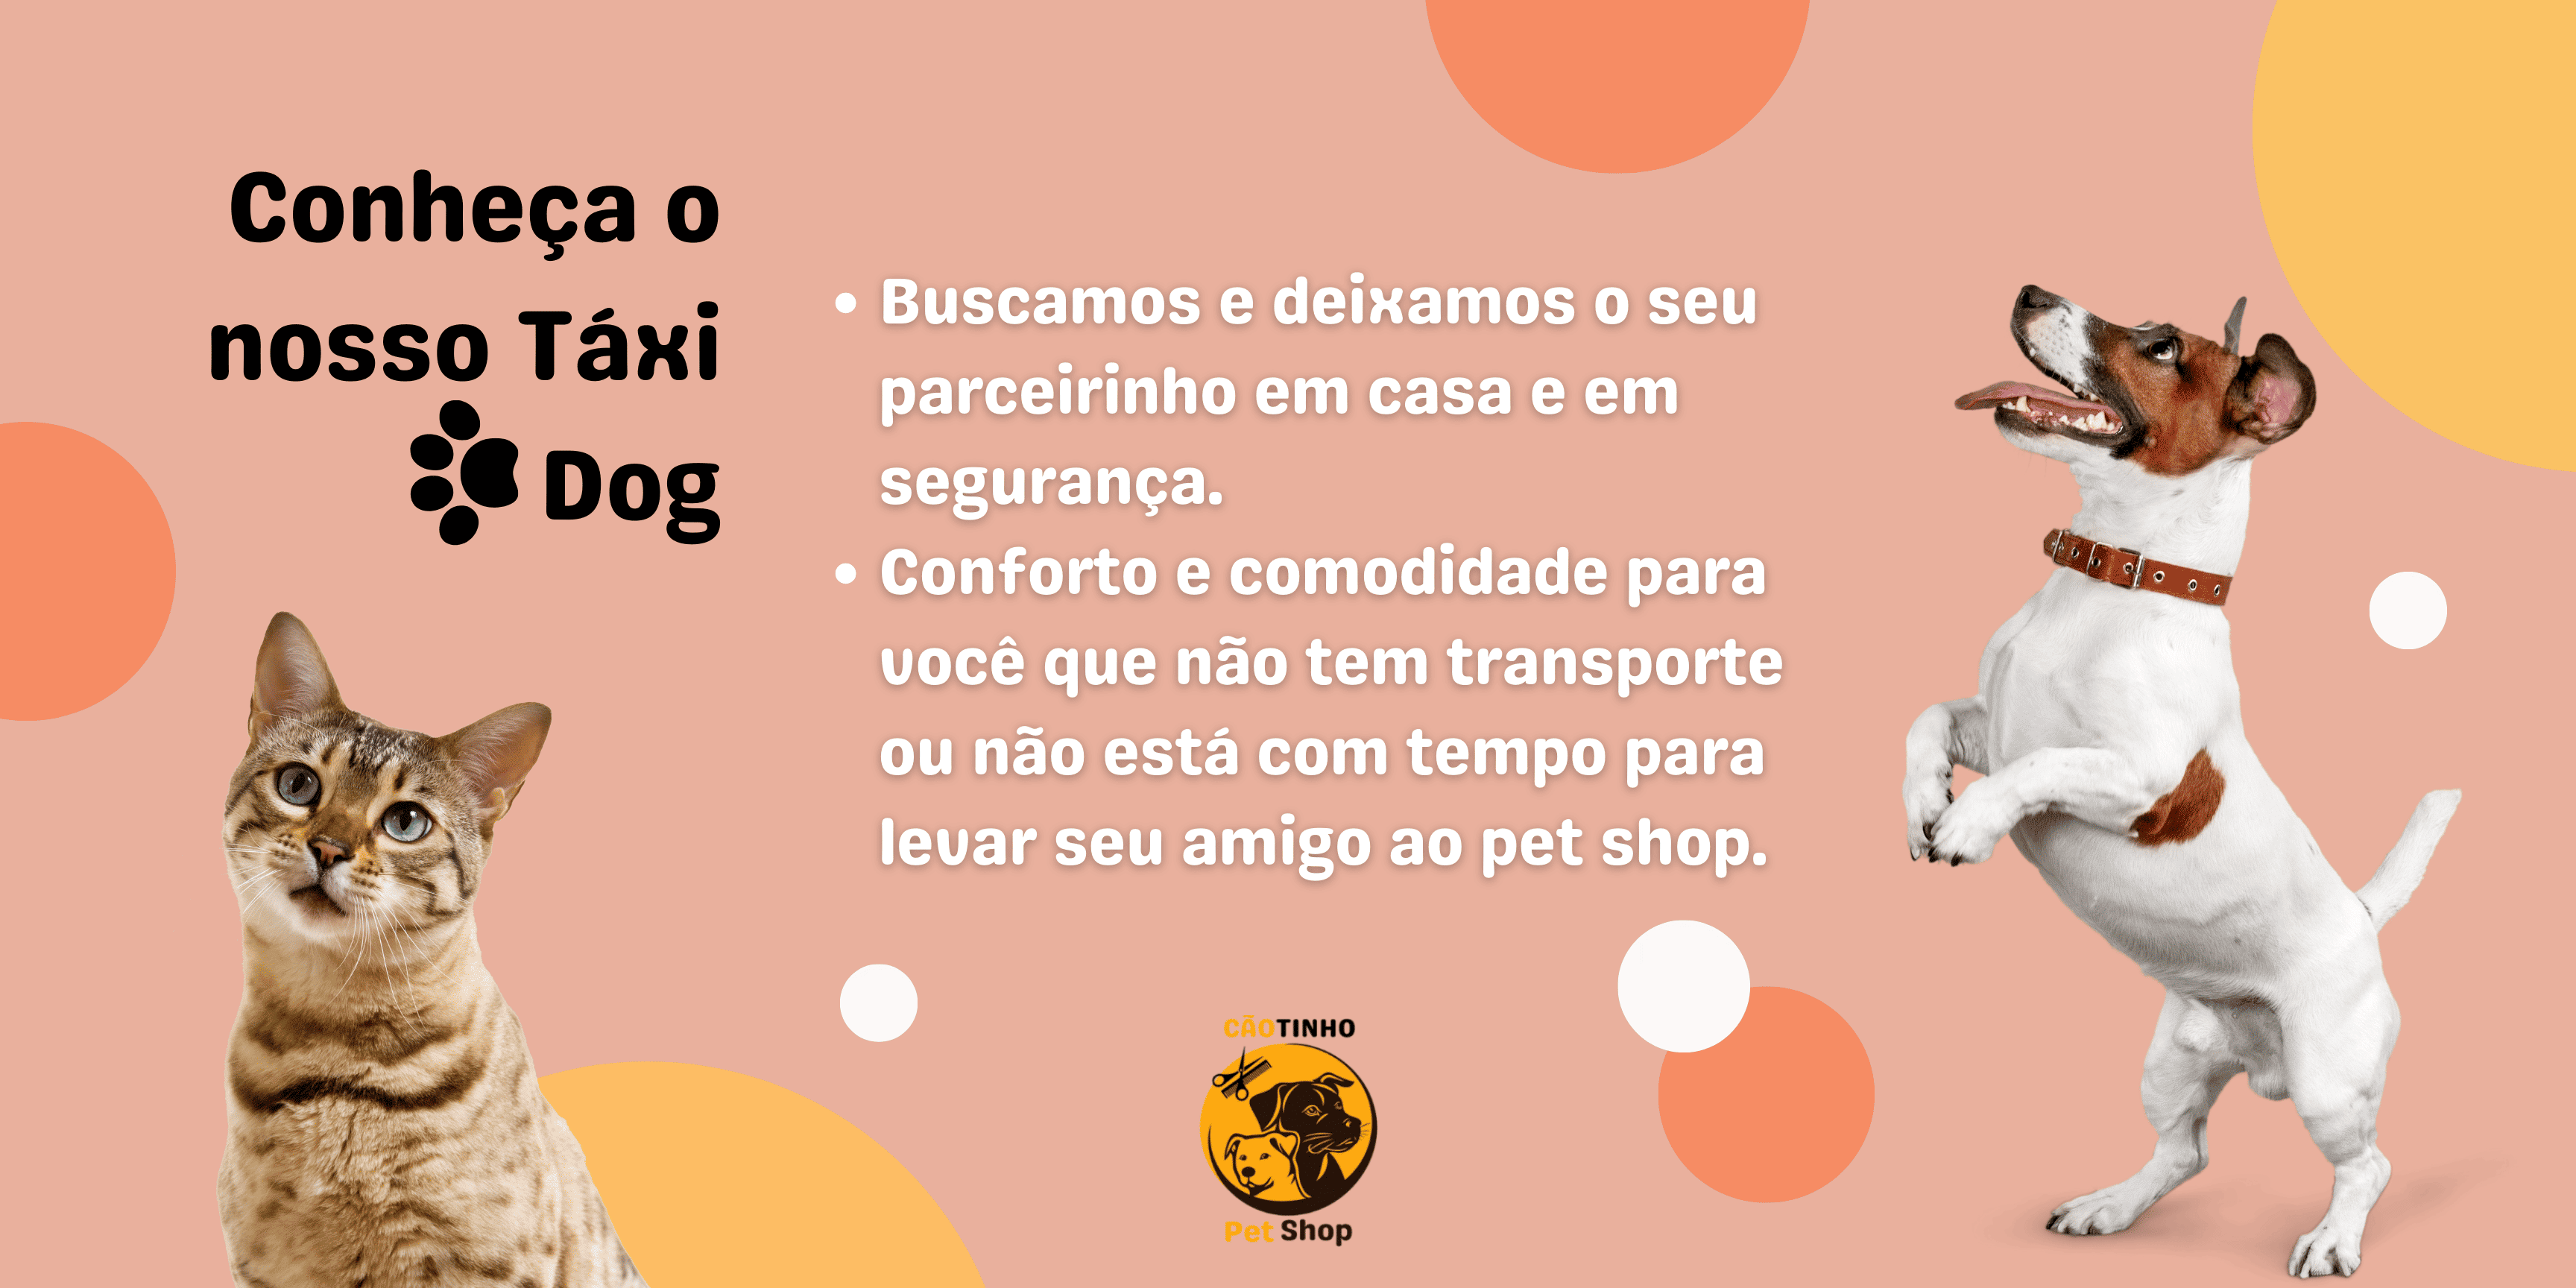 Conheça o
nosso Táxi
Dog
• Buscamos e deixamos o seu
parceirinho em casa e em
segurança.
• Conforto e comodidade para
você que não tem transporte
ou não está com tempo para
levar seu amigo ao pet shop.
CÃOTINHO
Pet Shop